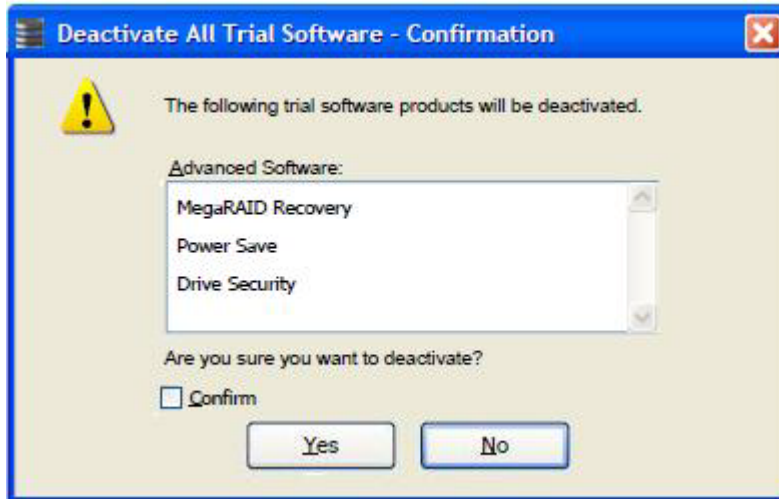 Deactivate All Trial Software - Confirmation
The following trial software products will be deactivated.
Advanced Software:
MegaRAID Recovery
Power Save
Drive Security
Are you sure you want to deactivate?
Confirm
Yes
No